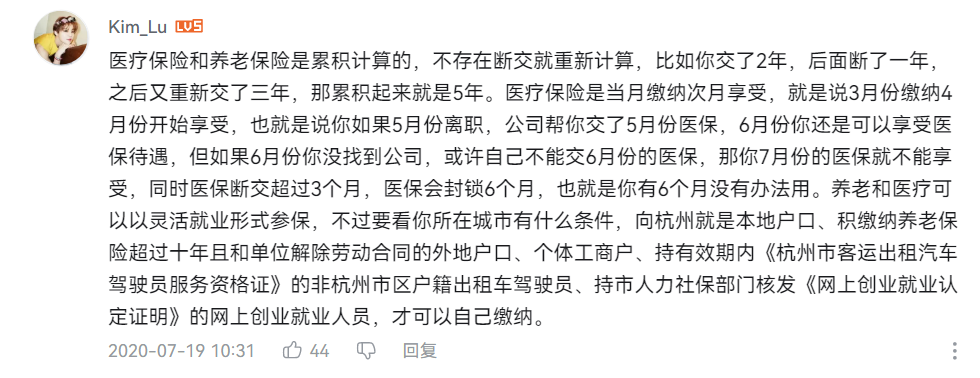 Kim_Lu LV5
医疗保险和养老保险是累积计算的，不存在断交就重新计算，比如你交了2年，后面断了一年，
之后又重新交了三年，那累积起来就是5年。医疗保险是当月缴纳次月享受，就是说3月份缴纳4
月份开始享受，也就是说你如果5月份离职，公司帮你交了5月份医保，6月份你还是可以享受医
保待遇，但如果6月份你没找到公司，或许自己不能交6月份的医保，那你7月份的医保就不能享
受，同时医保断交超过3个月，医保会封锁6个月，也就是你有6个月没有办法用。养老和医疗可
以以灵活就业形式参保，不过要看你所在城市有什么条件，向杭州就是本地户口、积缴纳养老保
险超过十年且和单位解除劳动合同的外地户口、个体工商户、持有效期内《杭州市客运出租汽车
驾驶员服务资格证》的非杭州市区户籍出租车驾驶员、持市人力社保部门核发《网上创业就业认
定证明》的网上创业就业人员，才可以自己缴纳。
2020-07-19 10:31 44 回复